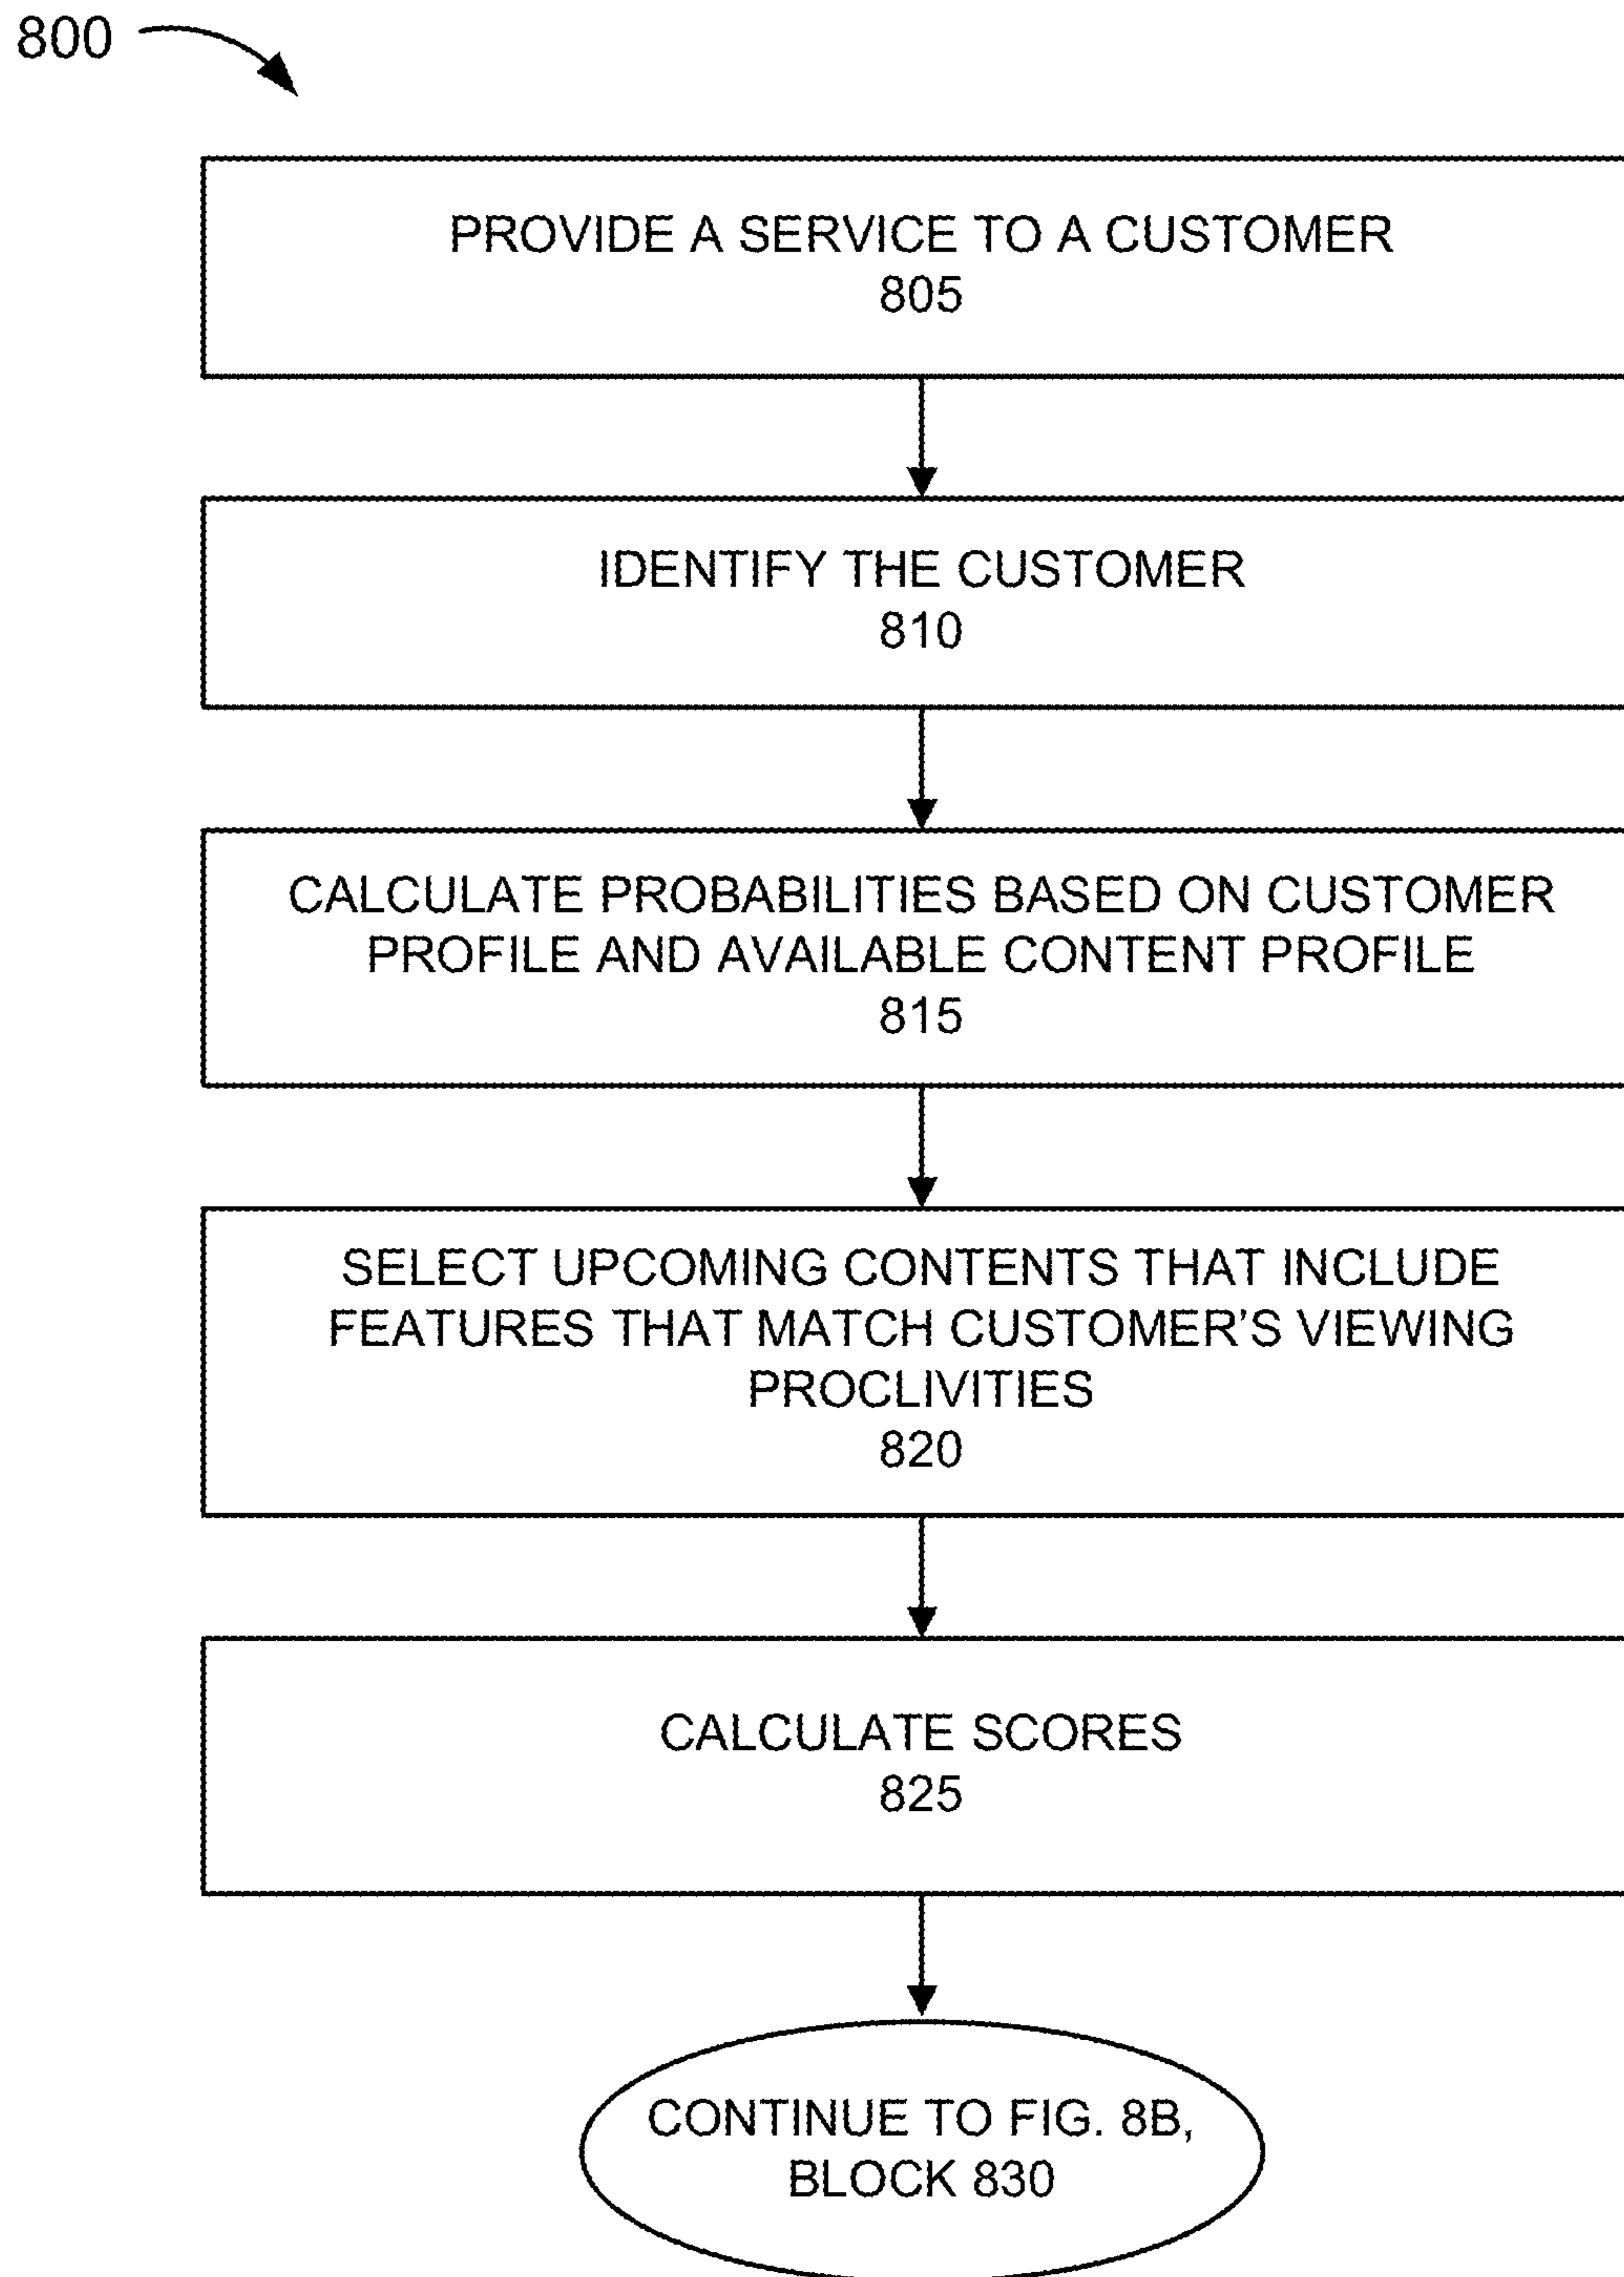 800
PROVIDE A SERVICE TO A CUSTOMER
805
IDENTIFY THE CUSTOMER
810
CALCULATE PROBABILITIES BASED ON CUSTOMER
PROFILE AND AVAILABLE CONTENT PROFILE
815
SELECT UPCOMING CONTENTS THAT INCLUDE
FEATURES THAT MATCH CUSTOMER'S VIEWING
PROCLIVITIES
820
CALCULATE SCORES
825
CONTINUE TO FIG. 8B,
BLOCK 830